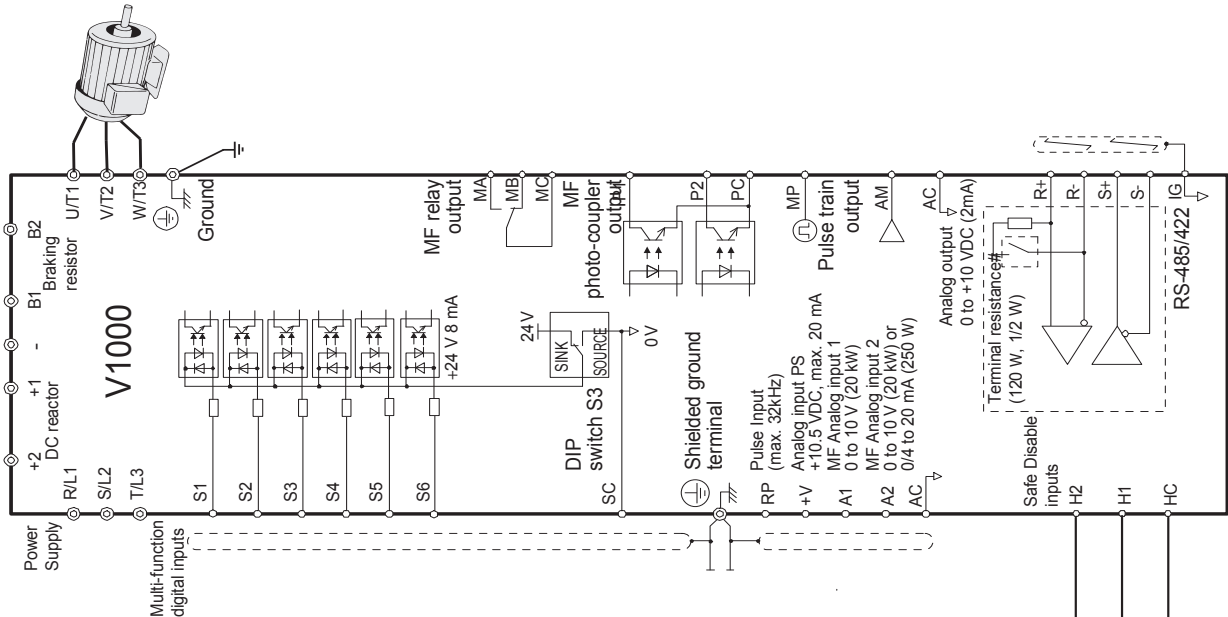 B2
B1
-
+1
+2
Braking
resistor
DC reactor
V1000
U/T1
V/T2
W/T3
Ground
R/L1
S/L2
T/L3
Power
Supply
Multi-function
digital inputs
S1
S2
S3
S4
S5
S6
+24 V 8 mA
24 V
SINK
SOURCE
0 V
DIP
switch S3
SC
MA
MB
MC
MF relay
output
MF
photo-coupler
output
P2
PC
MP
Pulse train
output
AM
AC
Analog output
0 to +10 VDC (2mA)
Shielded ground
terminal
RP
Pulse Input
(max. 32kHz)
+V
Analog input PS
+10.5 VDC, max. 20 mA
A1
MF Analog input 1
0 to 10 V (20 kW)
A2
MF Analog input 2
0 to 10 V (20 kW) or
0/4 to 20 mA (250 W)
AC
R+
R-
S+
S-
IG
Terminal resistance#
(120 W, 1/2 W)
RS-485/422
Safe Disable
inputs
H2
H1
HC